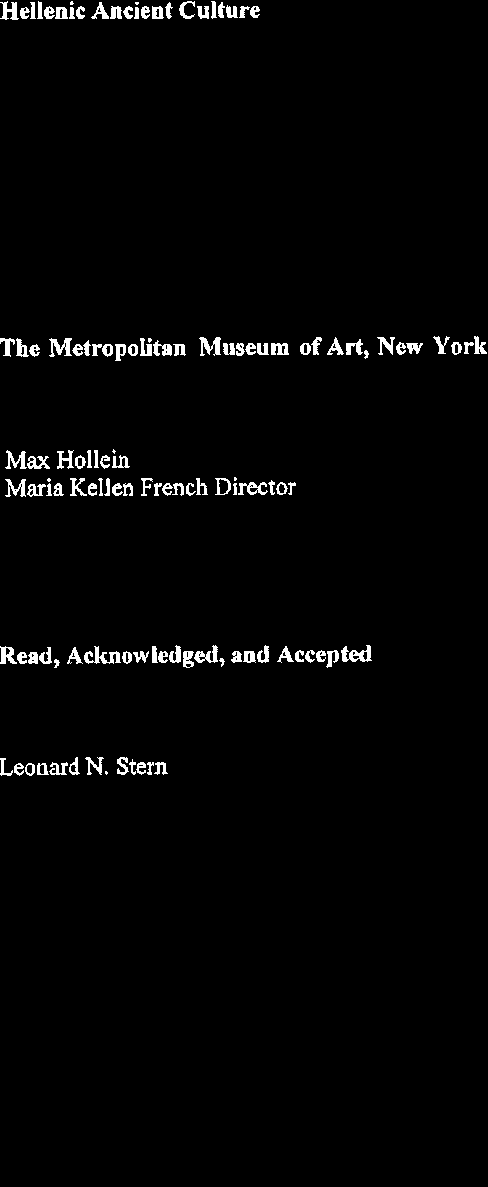 Hellenic Ancient Culture
The Metropolitan Museum of Art, New York
Max Hollein
Maria Kellen French Director
Read, Acknowledged, and Accepted
Leonard N. Stern